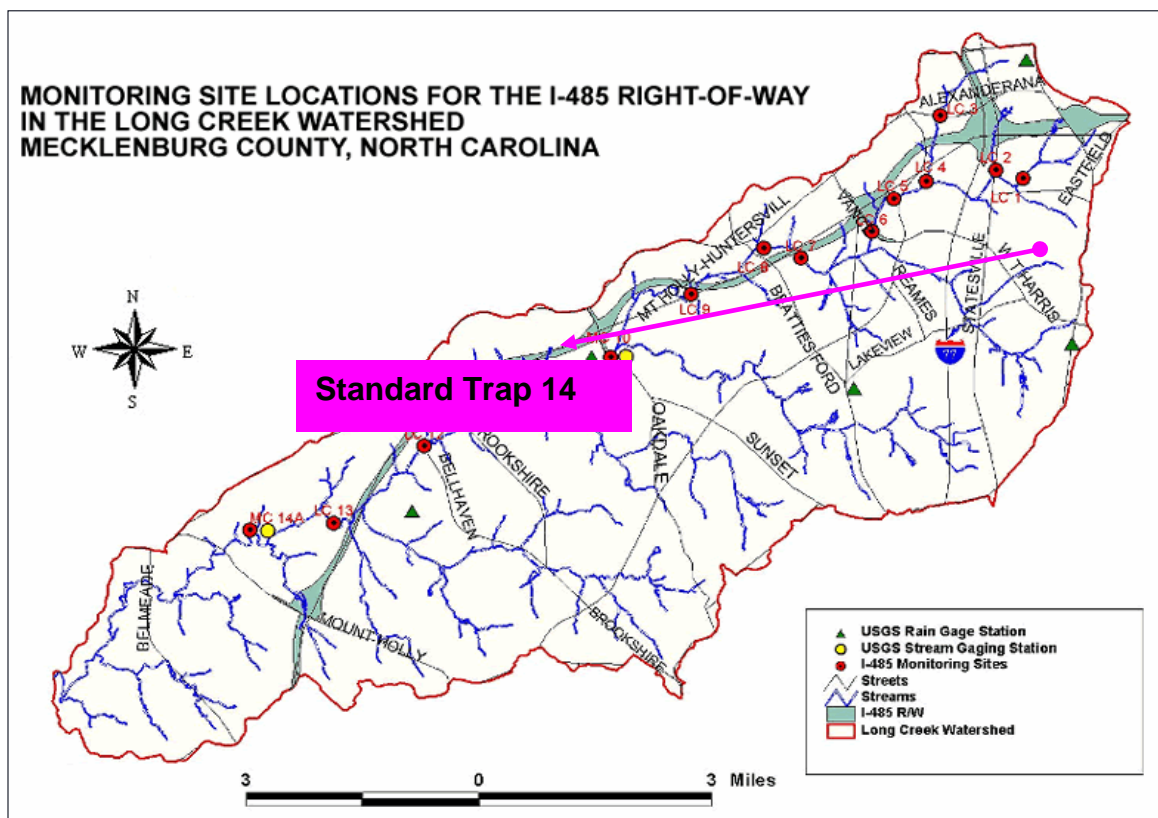 MONITORING SITE LOCATIONS FOR THE I-485 RIGHT-OF-WAY
IN THE LONG CREEK WATERSHED
MECKLENBURG COUNTY, NORTH CAROLINA
ALEXANDERANA
LC 3
EASTFIELD
LC 2
LC 1
LC 4
LC 5
LC 6
MT HOLLY-HUNTERSVILL
LC 7
LC 8
LC 9
REAMES
STATESVILLE
W. T. HARRIS
BEATTIES FORD
LAKEVIEW
77
N
W
E
S
Standard Trap 14
OAKDALE
SUNSET
BELLHAVEN
MC 14A
LC 13
BELMEADE
MOUNT HOLLY
BROOKSHIRE
USGS Rain Gage Station
USGS Stream Gaging Station
I-485 Monitoring Sites
Streets
Streams
I-485 R/W
Long Creek Watershed
3 0 3 Miles